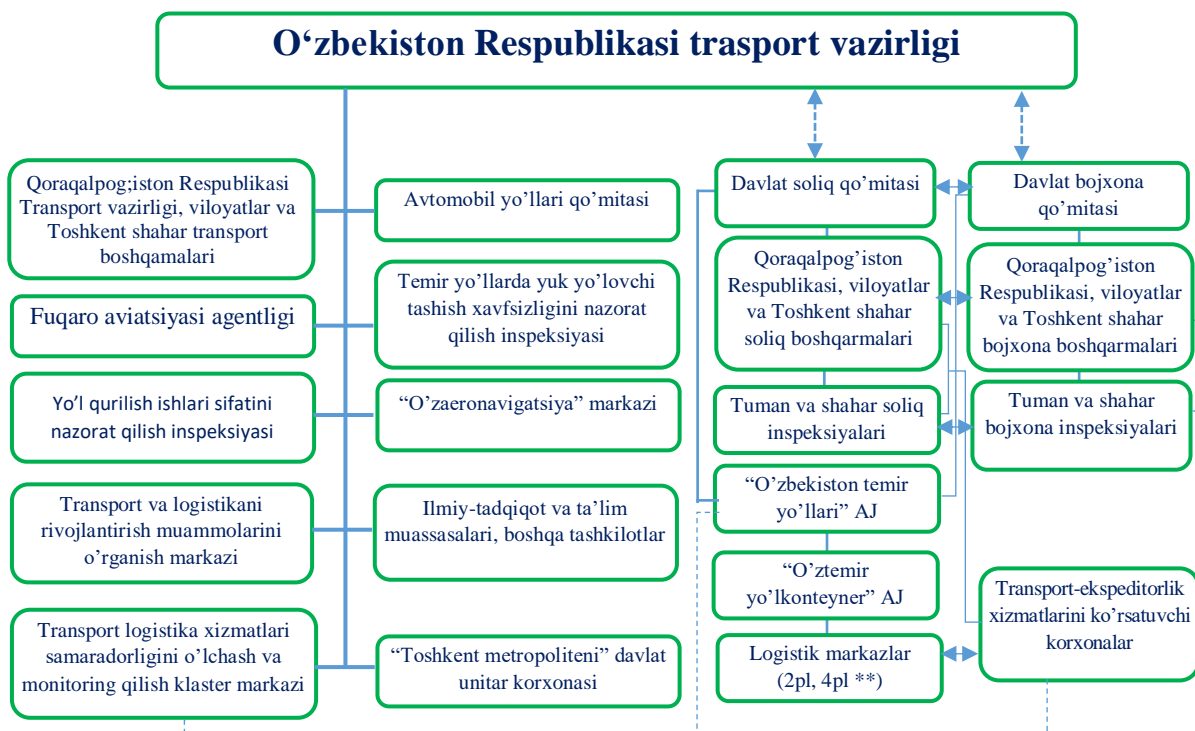 O‘zbekiston Respublikasi trasport vazirligi
Qoraqalpog;iston Respublikasi
Transport vazirligi, viloyatlar va
Toshkent shahar transport
boshqamalari
Avtomobil yo’llari qo’mitasi
Fuqaro aviatsiyasi agentligi
Temir yo’llarda yuk yo’lovchi
tashish xavfsizligini nazorat
qilish inspeksiyasi
Yo’l qurilish ishlari sifatini
nazorat qilish inspeksiyasi
“O’zaeronavigatsiya” markazi
Transport va logistikani
rivojlantirish muammolarini
o’rganish markazi
Ilmiy-tadqiqot va ta’lim
muassasalari, boshqa tashkilotlar
Transport logistika xizmatlari
samaradorligini o’lchash va
monitoring qilish klaster markazi
“Toshkent metropoliteni” davlat
unitar korxonasi
Davlat soliq qo’mitasi
Qoraqalpog’iston
Respublikasi, viloyatlar
va Toshkent shahar
soliq boshqarmalari
Tuman va shahar soliq
inspeksiyalari
“O’zbekiston temir
yo’llari” AJ
“O’ztemir
yo’lkonteyner” AJ
Logistik markazlar
(2pl, 4pl **)
Davlat bojxona
qo’mitasi
Qoraqalpog’iston
Respublikasi, viloyatlar
va Toshkent shahar
bojxona boshqarmalari
Tuman va shahar
bojxona inspeksiyalari
Transport-ekspeditorlik
xizmatlarini ko’rsatuvchi
korxonalar